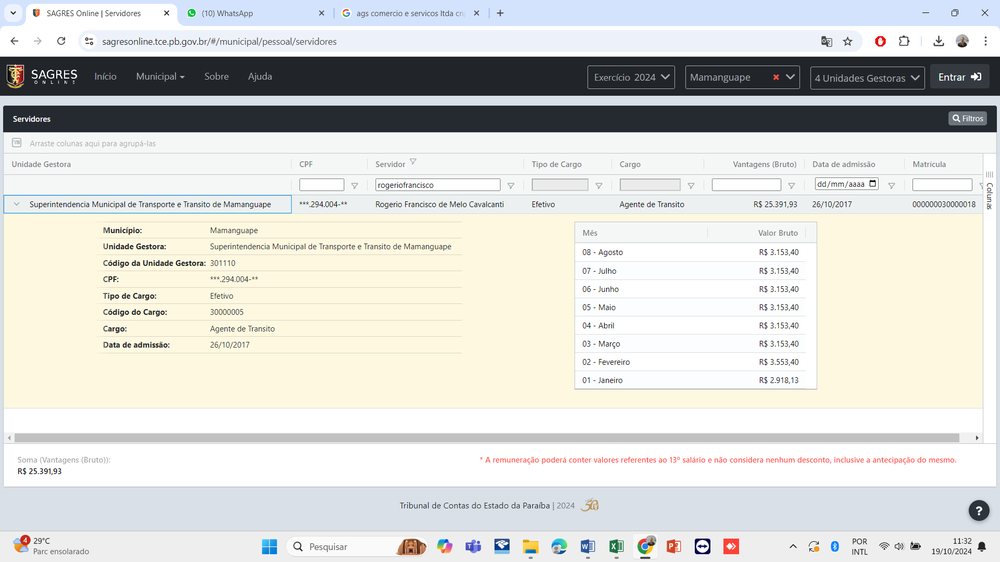 SAGRES Online | Servidores
(10) WhatsApp
ags comercio e servicos ltda cn
sagresonline.tce.pb.gov.br/#/municipal/pessoal/servidores
SAGRES
ONLINE
Início
Municipal
Sobre
Ajuda
Exercício 2024
Mamanguape
4 Unidades Gestoras
Entrar
Servidores
Filtros
Arraste colunas aqui para agrupá-las
Unidade Gestora
CPF
Servidor
Tipo de Cargo
Cargo
Vantagens (Bruto)
Data de admissão
Matrícula
rogeriofrancisco
dd/mm/aaaa
Colunas
Superintendencia Municipal de Transporte e Transito de Mamanguape
***.294.004-**
Rogerio Francisco de Melo Cavalcanti
Efetivo
Agente de Transito
R$ 25.391,93
26/10/2017
000000030000018
Município: Mamanguape
Unidade Gestora: Superintendencia Municipal de Transporte e Transito de Mamanguape
Código da Unidade Gestora: 301110
CPF: ***.294.004-**
Tipo de Cargo: Efetivo
Código do Cargo: 30000005
Cargo: Agente de Transito
Data de admissão: 26/10/2017
Mês Valor Bruto
08 - Agosto R$ 3.153,40
07 - Julho R$ 3.153,40
06 - Junho R$ 3.153,40
05 - Maio R$ 3.153,40
04 - Abril R$ 3.153,40
03 - Março R$ 3.153,40
02 - Fevereiro R$ 3.553,40
01 - Janeiro R$ 2.918,13
Soma (Vantagens (Bruto)):
R$ 25.391,93
* A remuneração poderá conter valores referentes ao 13º salário e não considera nenhum desconto, inclusive a antecipação do mesmo.
Tribunal de Contas do Estado da Paraíba | 2024
50
?
4
29°C
Parc ensolarado
Pesquisar
POR
INTL
11:32
19/10/2024